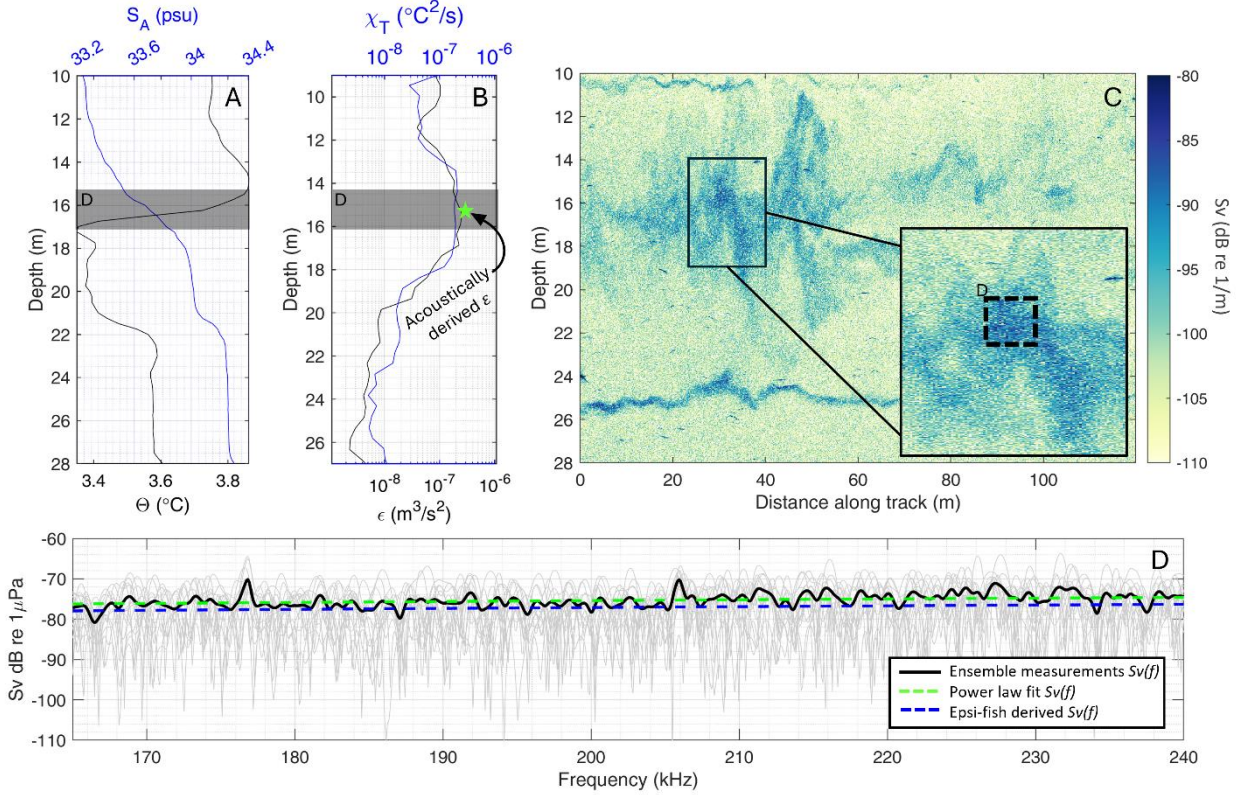 S_A (psu)
33.2 33.6 34 34.4
A
D
10
12
14
16
18
20
22
24
26
28
Depth (m)
3.4 3.6 3.8
Θ (°C)
χ_T (°C²/s)
10⁻⁸ 10⁻⁷ 10⁻⁶
B
D
10
12
14
16
18
20
22
24
26
Depth (m)
Acoustically
derived ε
10⁻⁸ 10⁻⁷ 10⁻⁶
ϵ (m³/s²)
C
D
10
12
14
16
18
20
22
24
26
28
Depth (m)
0 20 40 60 80 100
Distance along track (m)
-80
-85
-90
-95
-100
-105
-110
Sv (dB re 1/m)
D
-60
-70
-80
-90
-100
-110
Sv dB re 1μPa
Ensemble measurements Sv(f)
Power law fit Sv(f)
Epsi-fish derived Sv(f)
170 180 190 200 210 220 230 240
Frequency (kHz)